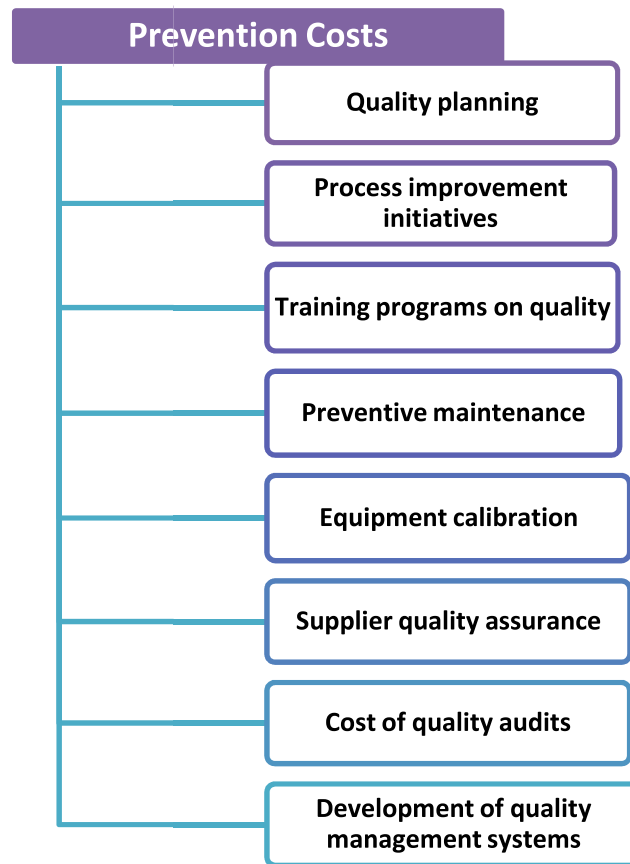 Prevention Costs
Quality planning
Process improvement
initiatives
Training programs on quality
Preventive maintenance
Equipment calibration
Supplier quality assurance
Cost of quality audits
Development of quality
management systems